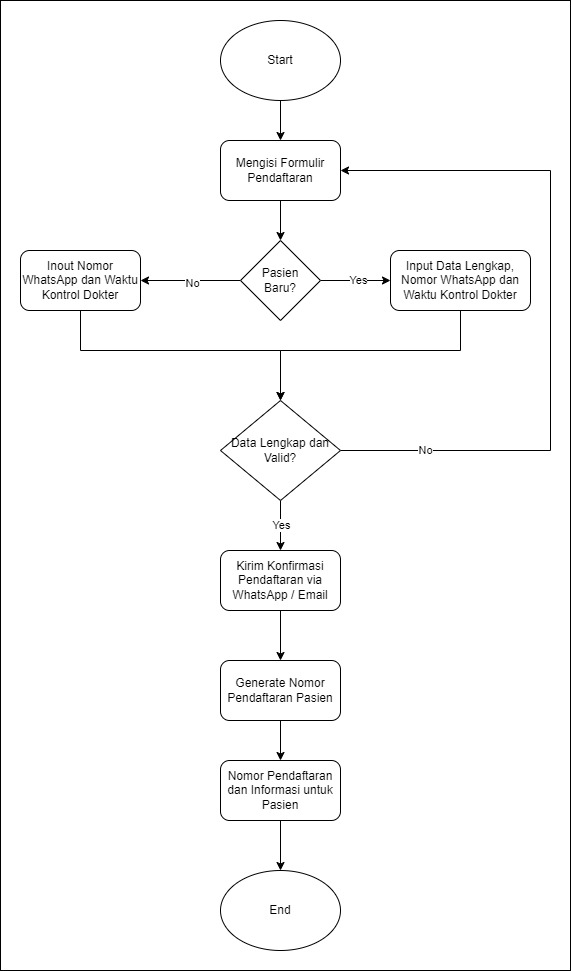 Start
Mengisi Formulir
Pendaftaran
Pasien
Baru?
No
Yes
Inout Nomor
WhatsApp dan Waktu
Kontrol Dokter
Input Data Lengkap,
Nomor WhatsApp dan
Waktu Kontrol Dokter
Data Lengkap dan
Valid?
No
Yes
Kirim Konfirmasi
Pendaftaran via
WhatsApp / Email
Generate Nomor
Pendaftaran Pasien
Nomor Pendaftaran
dan Informasi untuk
Pasien
End